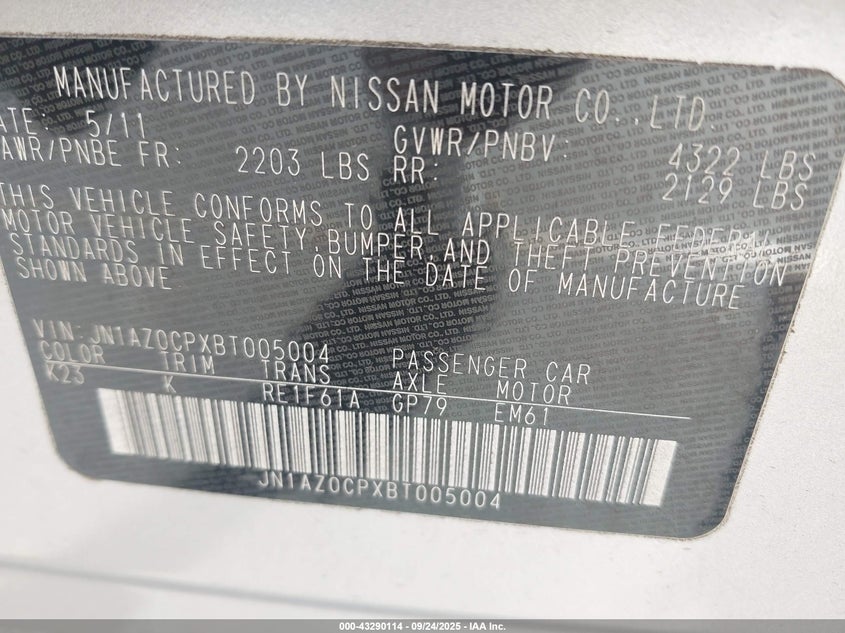 MANUFACTURED BY NISSAN MOTOR CO.,LTD.
ATE: 5/11 GVWR/PNBV: 4322 LBS
AWR/PNBE FR: 2203 LBS RR: 2129 LBS
THIS VEHICLE CONFORMS TO ALL APPLICABLE FEDERAL
MOTOR VEHICLE SAFETY,BUMPER,AND THEFT PREVENTION
STANDARDS IN EFFECT ON THE DATE OF MANUFACTURE
SHOWN ABOVE
VIN:JN1AZ0CPXBT005004 PASSENGER CAR
COLOR TRIM TRANS AXLE MOTOR
K23 K RE1F61A GP79 EM61
JN1AZ0CPXBT005004
000-43290114 - 09/24/2025 - IAA Inc.